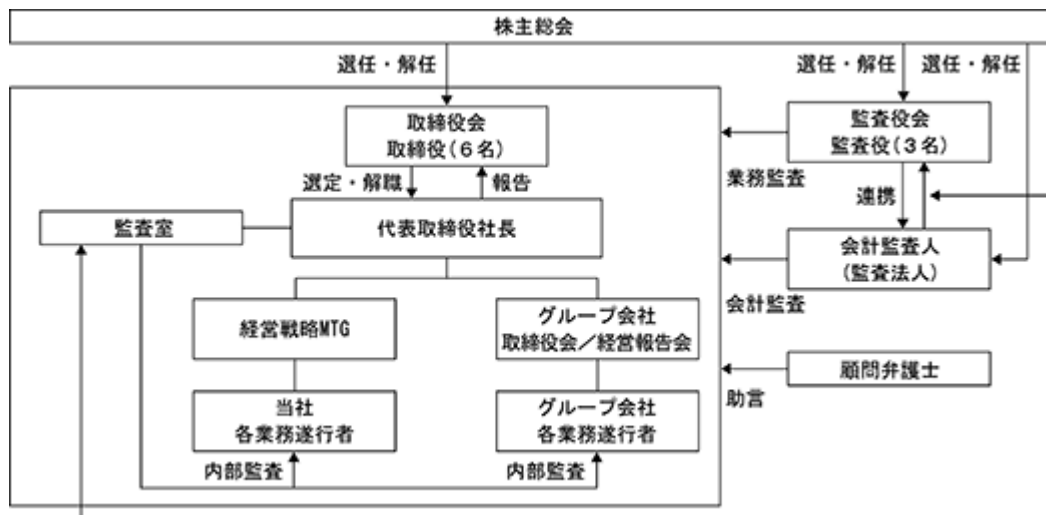 株主総会
選任・解任
選任・解任
選任・解任
取締役会
取締役(6名)
監査役会
監査役(3名)
選定・解職
報告
業務監査
連携
監査室
代表取締役社長
会計監査人
(監査法人)
会計監査
経営戦略MTG
グループ会社
取締役会／経営報告会
顧問弁護士
助言
当社
各業務遂行者
グループ会社
各業務遂行者
内部監査
内部監査